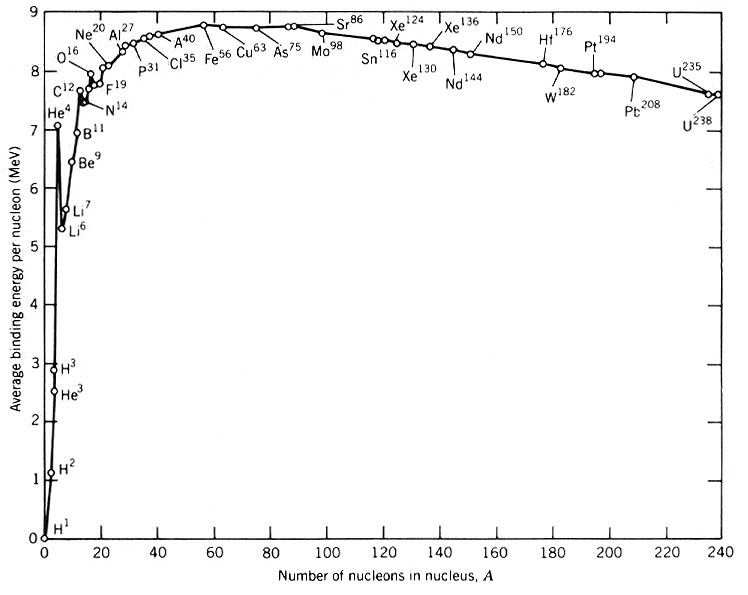 Average binding energy per nucleon (MeV)
9
8
7
6
5
4
3
2
1
0
H¹
H²
He³
H³
Li⁶
Li⁷
Be⁹
B¹¹
He⁴
C¹²
N¹⁴
O¹⁶
F¹⁹
Ne²⁰
Al²⁷
P³¹
Cl³⁵
A⁴⁰
Fe⁵⁶
Cu⁶³
As⁷⁵
Sr⁸⁶
Mo⁹⁸
Sn¹¹⁶
Xe¹²⁴
Xe¹³⁰
Xe¹³⁶
Nd¹⁴⁴
Nd¹⁵⁰
Hf¹⁷⁶
W¹⁸²
Pt¹⁹⁴
Pb²⁰⁸
U²³⁵
U²³⁸
0 20 40 60 80 100 120 140 160 180 200 220 240
Number of nucleons in nucleus, A